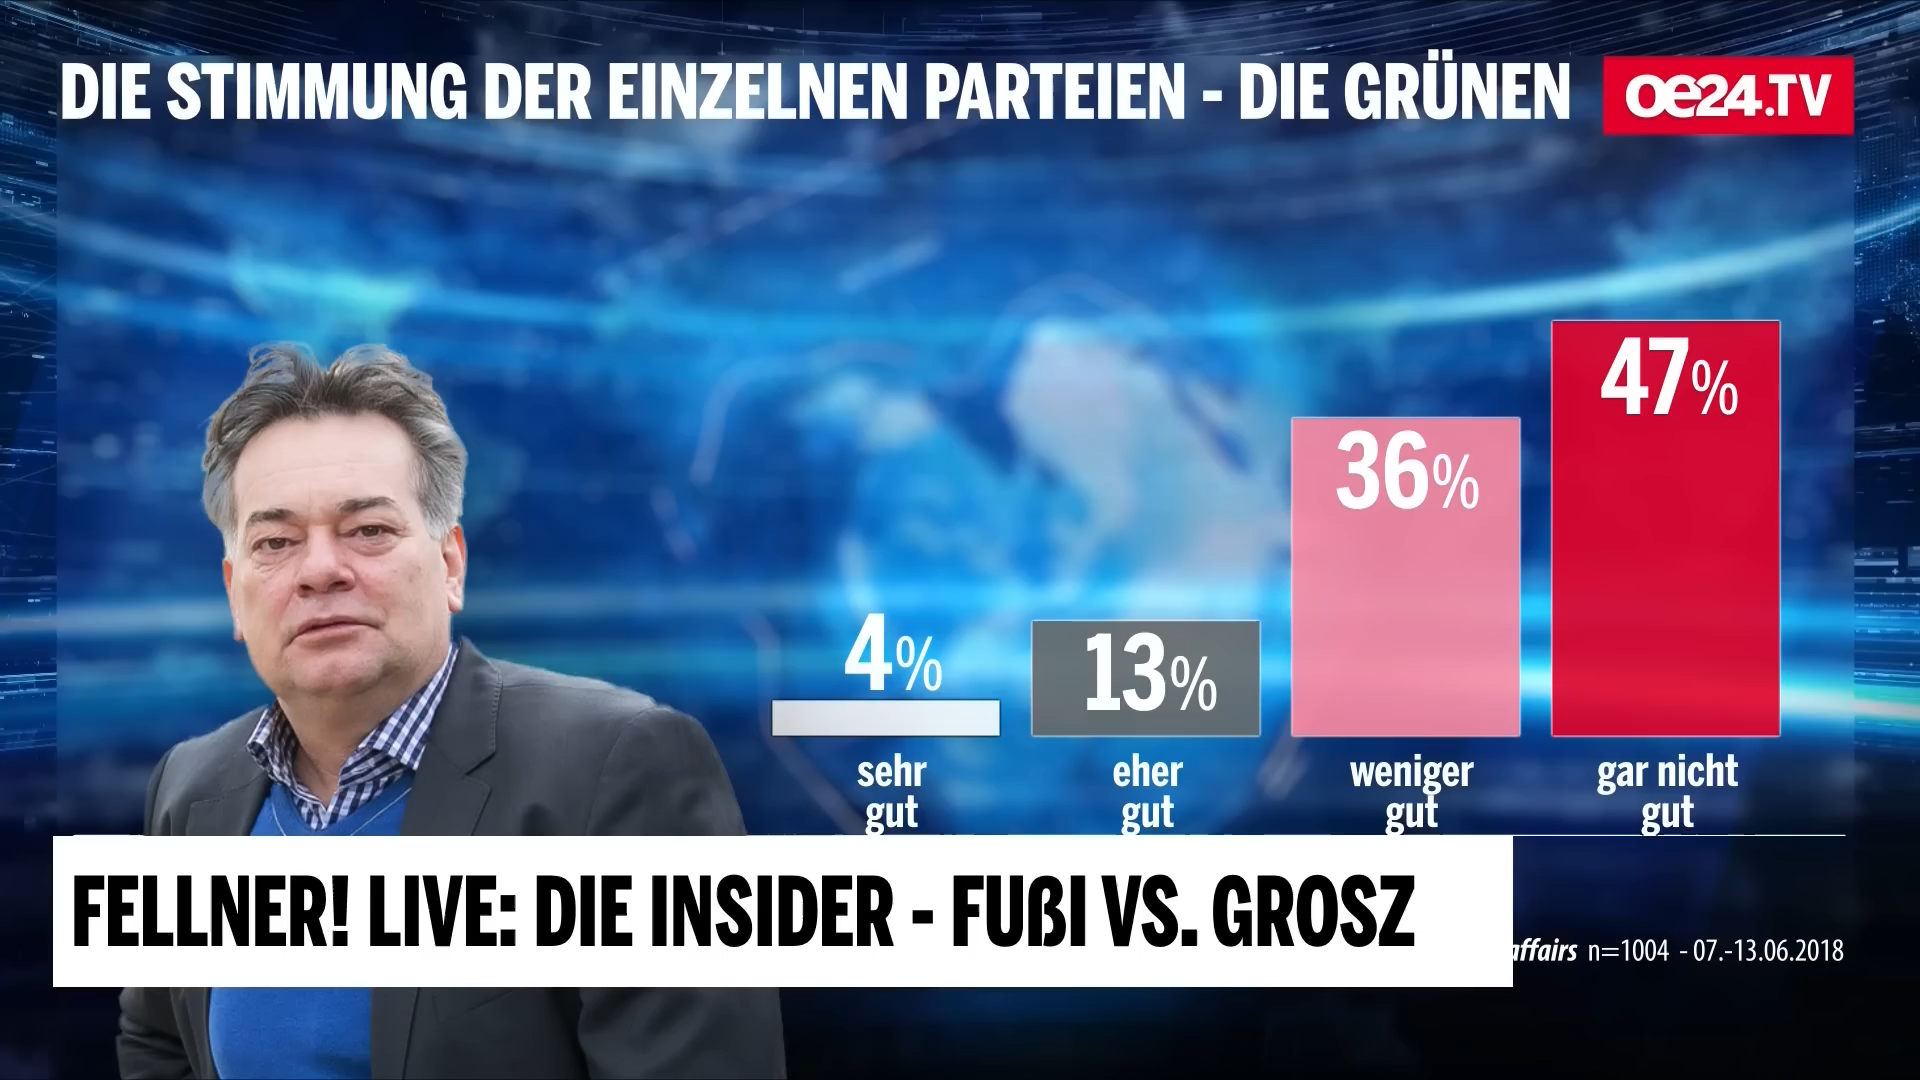 DIE STIMMUNG DER EINZELNEN PARTEIEN - DIE GRÜNEN
oe24.TV
4%
13%
36%
47%
sehr
gut
eher
gut
weniger
gut
gar nicht
gut
FELLNER! LIVE: DIE INSIDER - FUßI VS. GROSZ
affairs n=1004 - 07.-13.06.2018